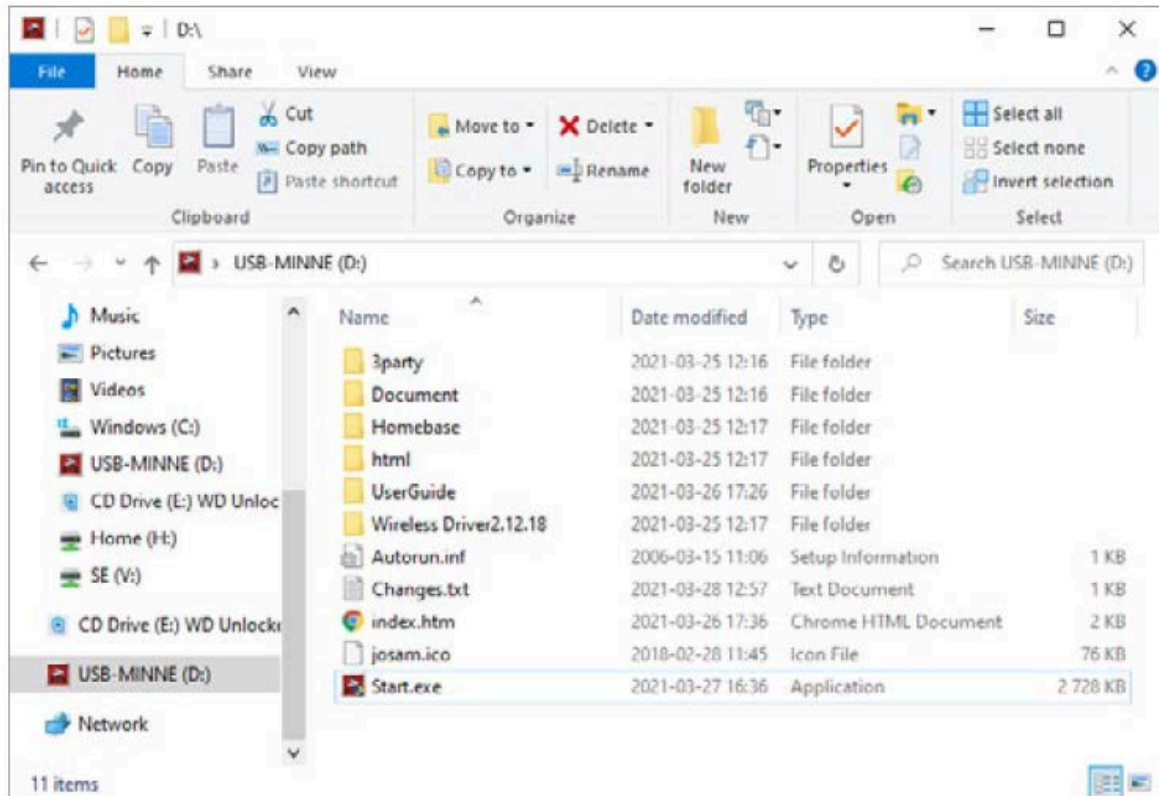 D:\
File Home Share View
Pin to Quick access
Copy
Paste
Cut
Copy path
Paste shortcut
Clipboard
Move to
Copy to
Delete
Rename
Organize
New folder
New
Properties
Open
Select all
Select none
Invert selection
Select
USB-MINNE (D:)
Search USB-MINNE (D:)
Music
Pictures
Videos
Windows (C:)
USB-MINNE (D:)
CD Drive (E:) WD Unloc
Home (H:)
SE (V:)
CD Drive (E:) WD Unlock
USB-MINNE (D:)
Network
Name Date modified Type Size
3party 2021-03-25 12:16 File folder
Document 2021-03-25 12:16 File folder
Homebase 2021-03-25 12:17 File folder
html 2021-03-25 12:17 File folder
UserGuide 2021-03-26 17:26 File folder
Wireless Driver2.12.18 2021-03-25 12:17 File folder
Autorun.inf 2006-03-15 11:06 Setup Information 1 KB
Changes.txt 2021-03-28 12:57 Text Document 1 KB
index.htm 2021-03-26 17:36 Chrome HTML Document 2 KB
josam.ico 2018-02-28 11:45 Icon File 76 KB
Start.exe 2021-03-27 16:36 Application 2 728 KB
11 items